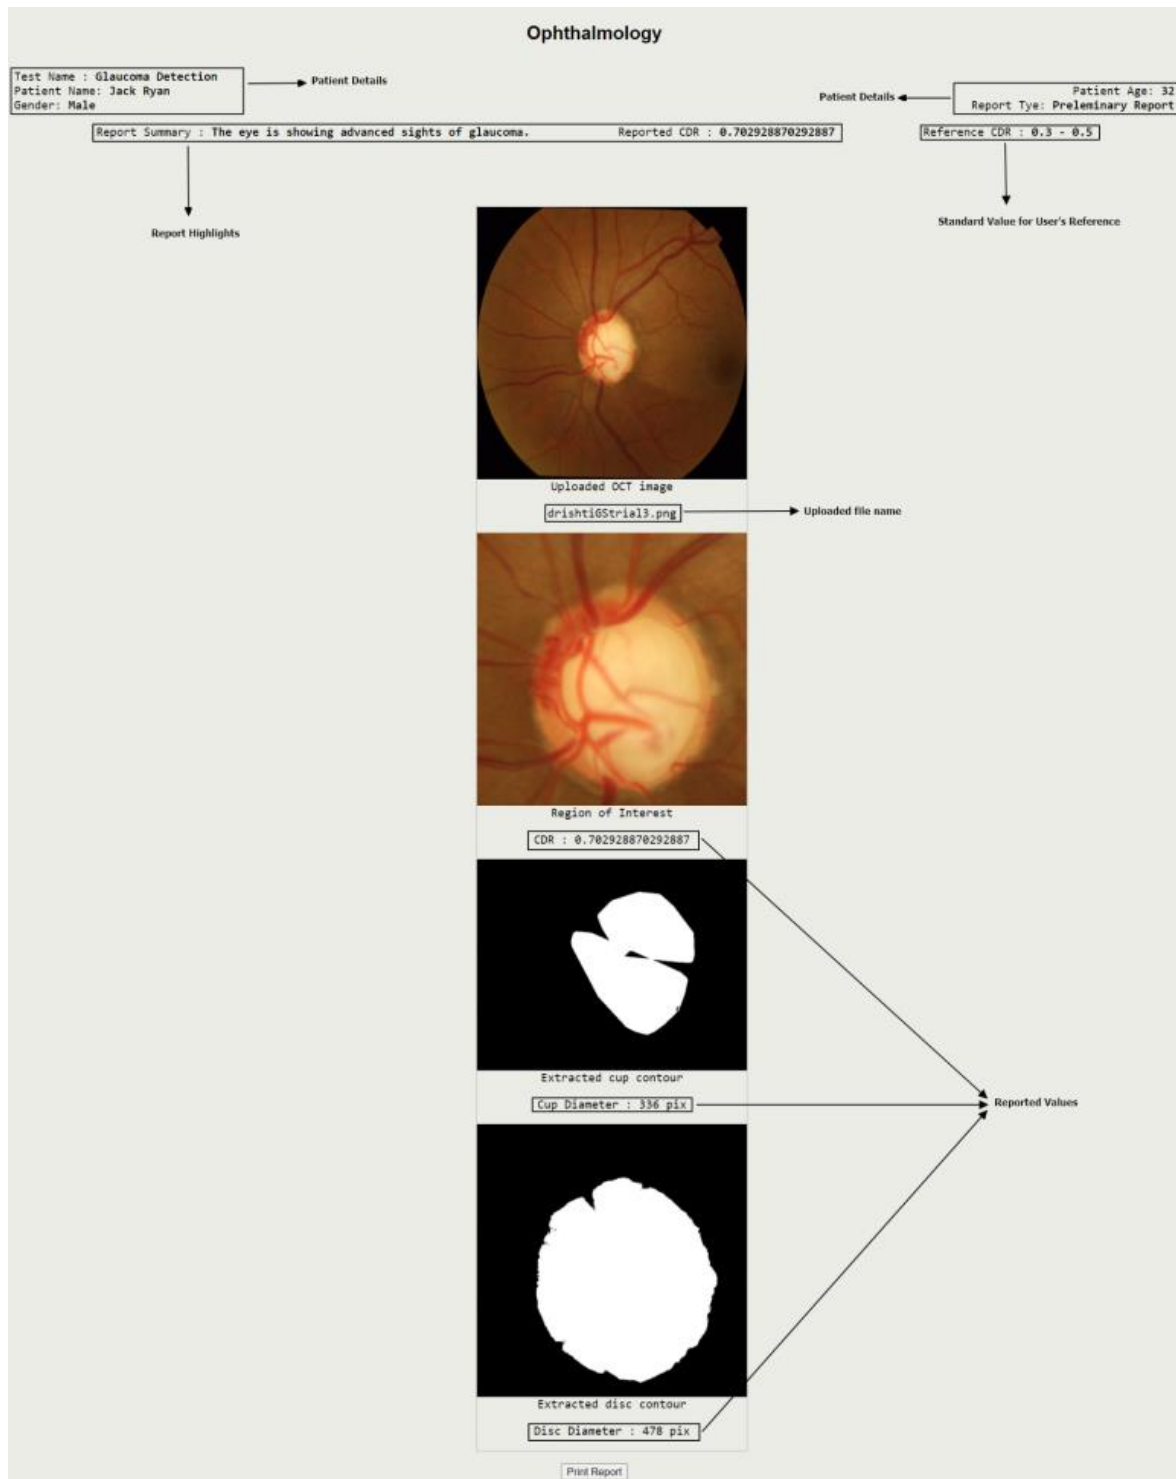 Ophthalmology
Test Name : Glaucoma Detection
Patient Name: Jack Ryan
Gender: Male
Patient Details
Patient Details
Patient Age: 32
Report Tye: Preleminary Report
Report Summary : The eye is showing advanced sights of glaucoma. Reported CDR : 0.702928870292887
Reference CDR : 0.3 - 0.5
Report Highlights
Standard Value for User's Reference
Uploaded OCT image
drishtiGStrial3.png
Uploaded file name
Region of Interest
CDR : 0.702928870292887
Extracted cup contour
Cup Diameter : 336 pix
Reported Values
Extracted disc contour
Disc Diameter : 478 pix
Print Report